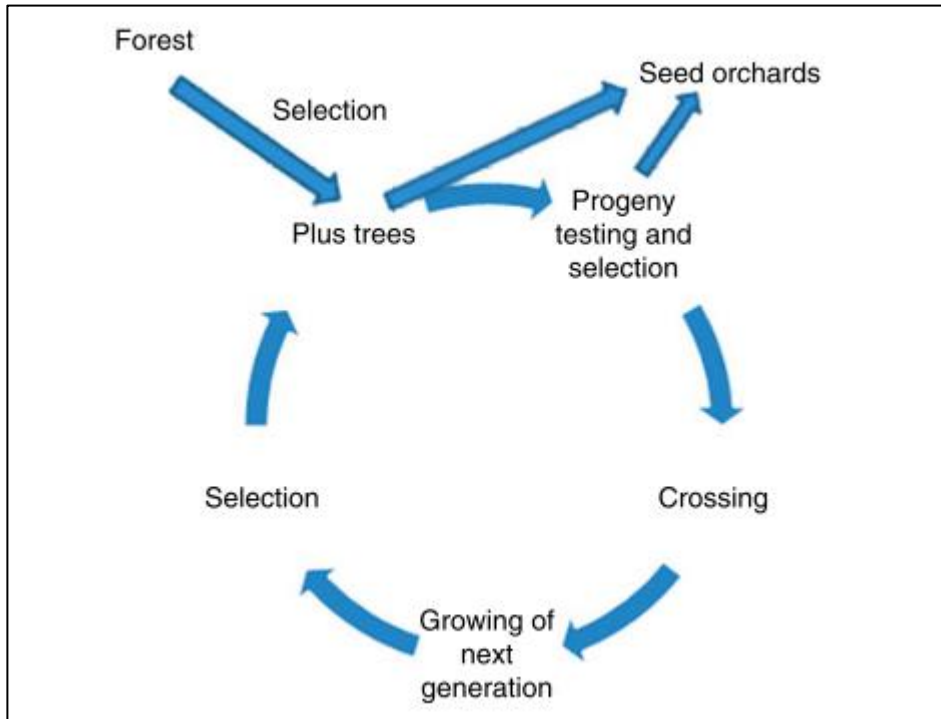 Forest
Seed orchards
Selection
Plus trees
Progeny
testing and
selection
Selection
Crossing
Growing of
next
generation